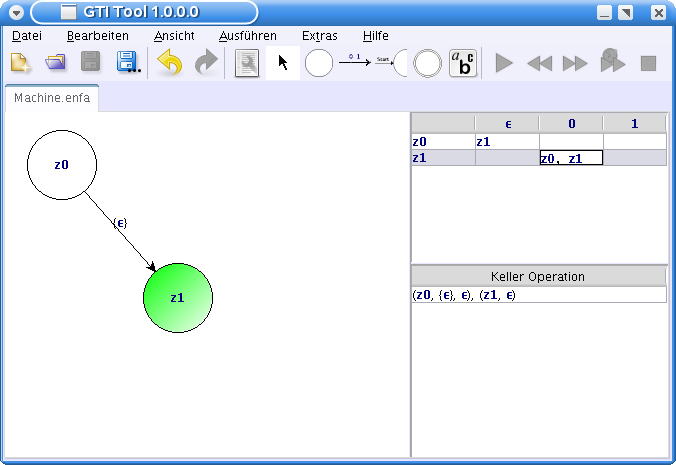 GTI Tool 1.0.0.0
Datei Bearbeiten Ansicht Ausführen Extras Hilfe
0 1 Start a b c
Machine.enfa
ϵ 0 1
z0 z1
z1 z0, z1
z0
{ϵ}
z1
Keller Operation
(z0, {ϵ}, ϵ), (z1, ϵ)